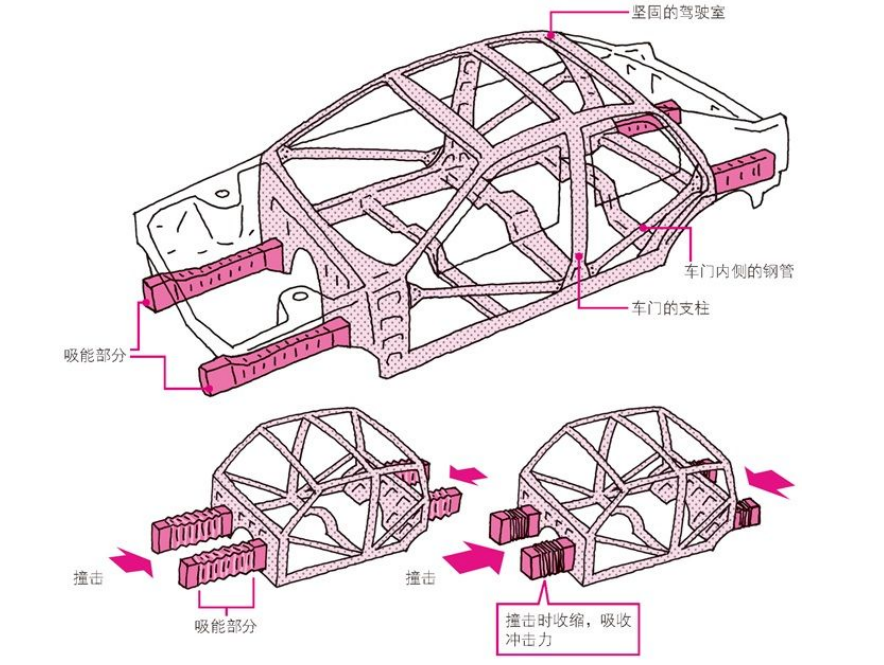 坚固的驾驶室
车门内侧的钢管
车门的支柱
吸能部分
撞击
撞击
吸能部分
撞击时收缩，吸收
冲击力